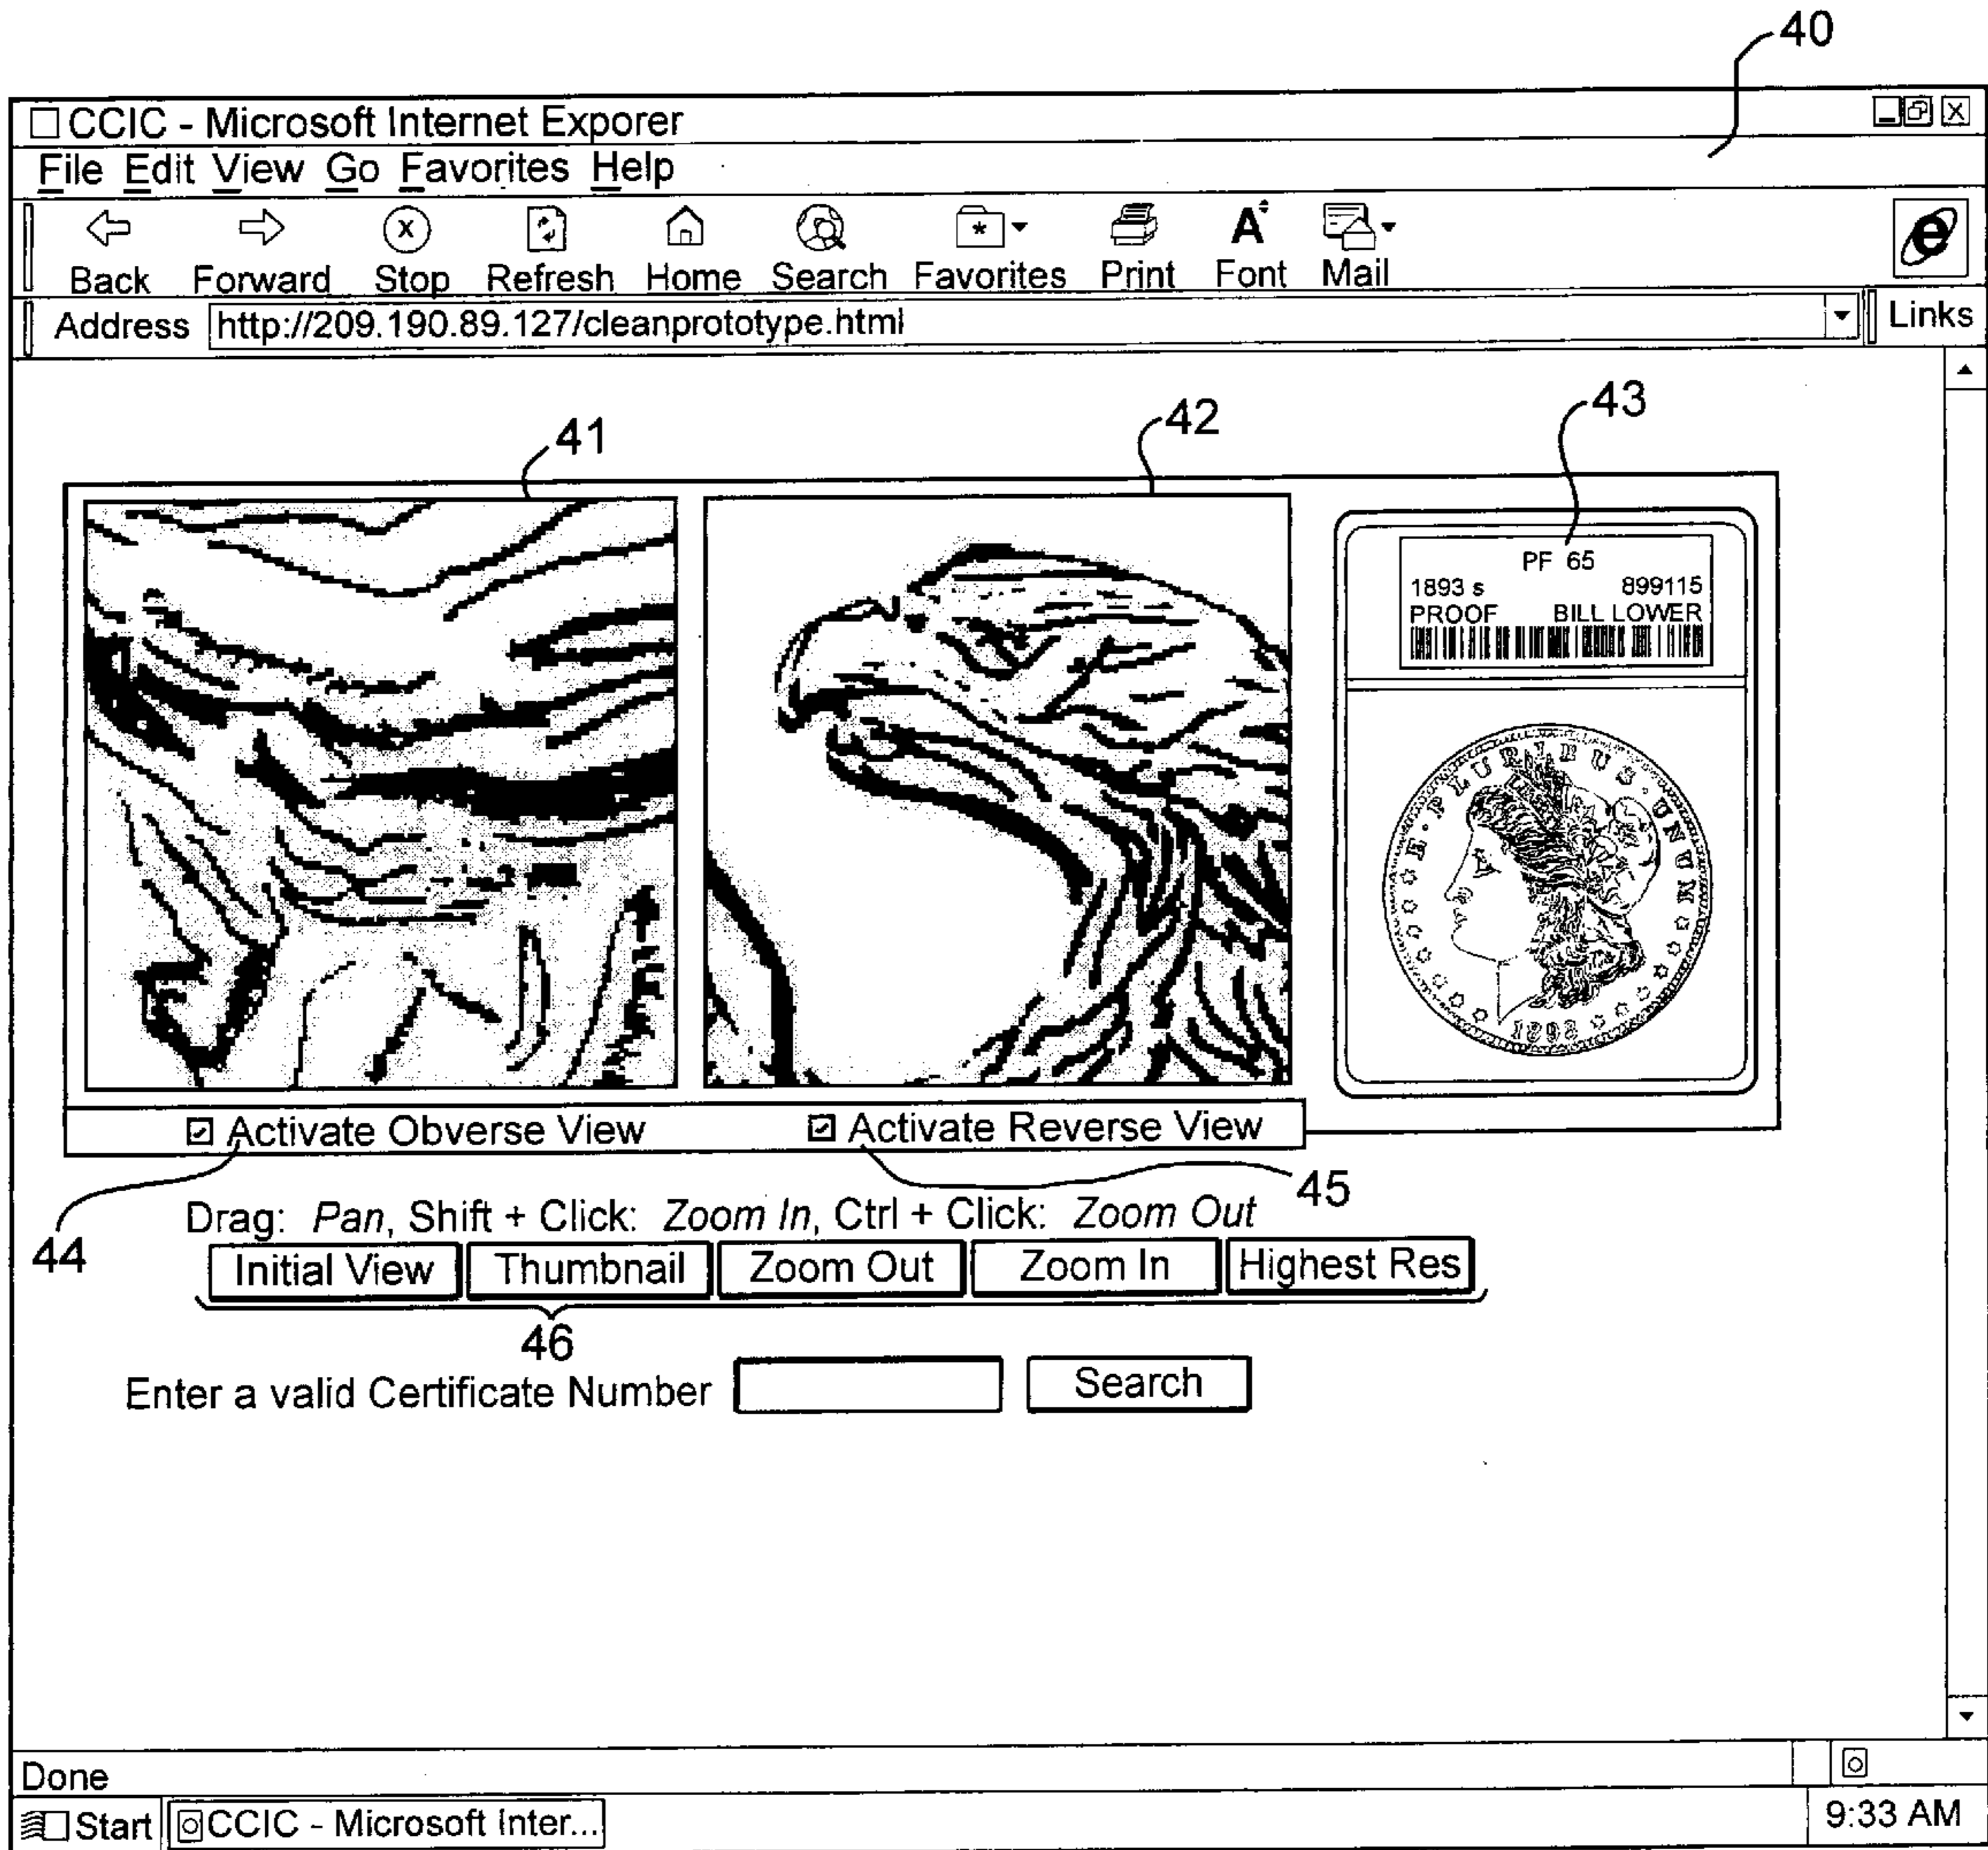 40
CCIC - Microsoft Internet Exporer
File Edit View Go Favorites Help
Back Forward Stop Refresh Home Search Favorites Print Font Mail
Address http://209.190.89.127/cleanprototype.html Links
41
42
43
PF 65
1893 s 899115
PROOF BILL LOWER
E·PLURIBUS·UNUM
1893
Activate Obverse View Activate Reverse View
44
45
Drag: Pan, Shift + Click: Zoom In, Ctrl + Click: Zoom Out
Initial View Thumbnail Zoom Out Zoom In Highest Res
46
Enter a valid Certificate Number Search
Done
Start CCIC - Microsoft Inter... 9:33 AM